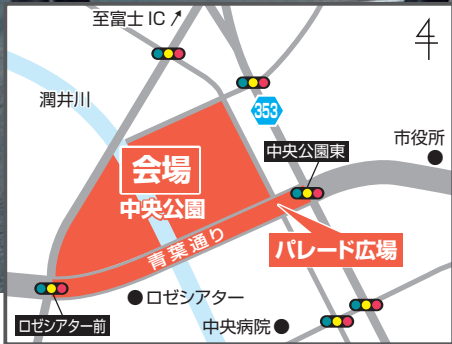 至富士IC
潤井川
353
市役所
中央公園東
会場
中央公園
青葉通り
パレード広場
ロゼシアター
ロゼシアター前
中央病院